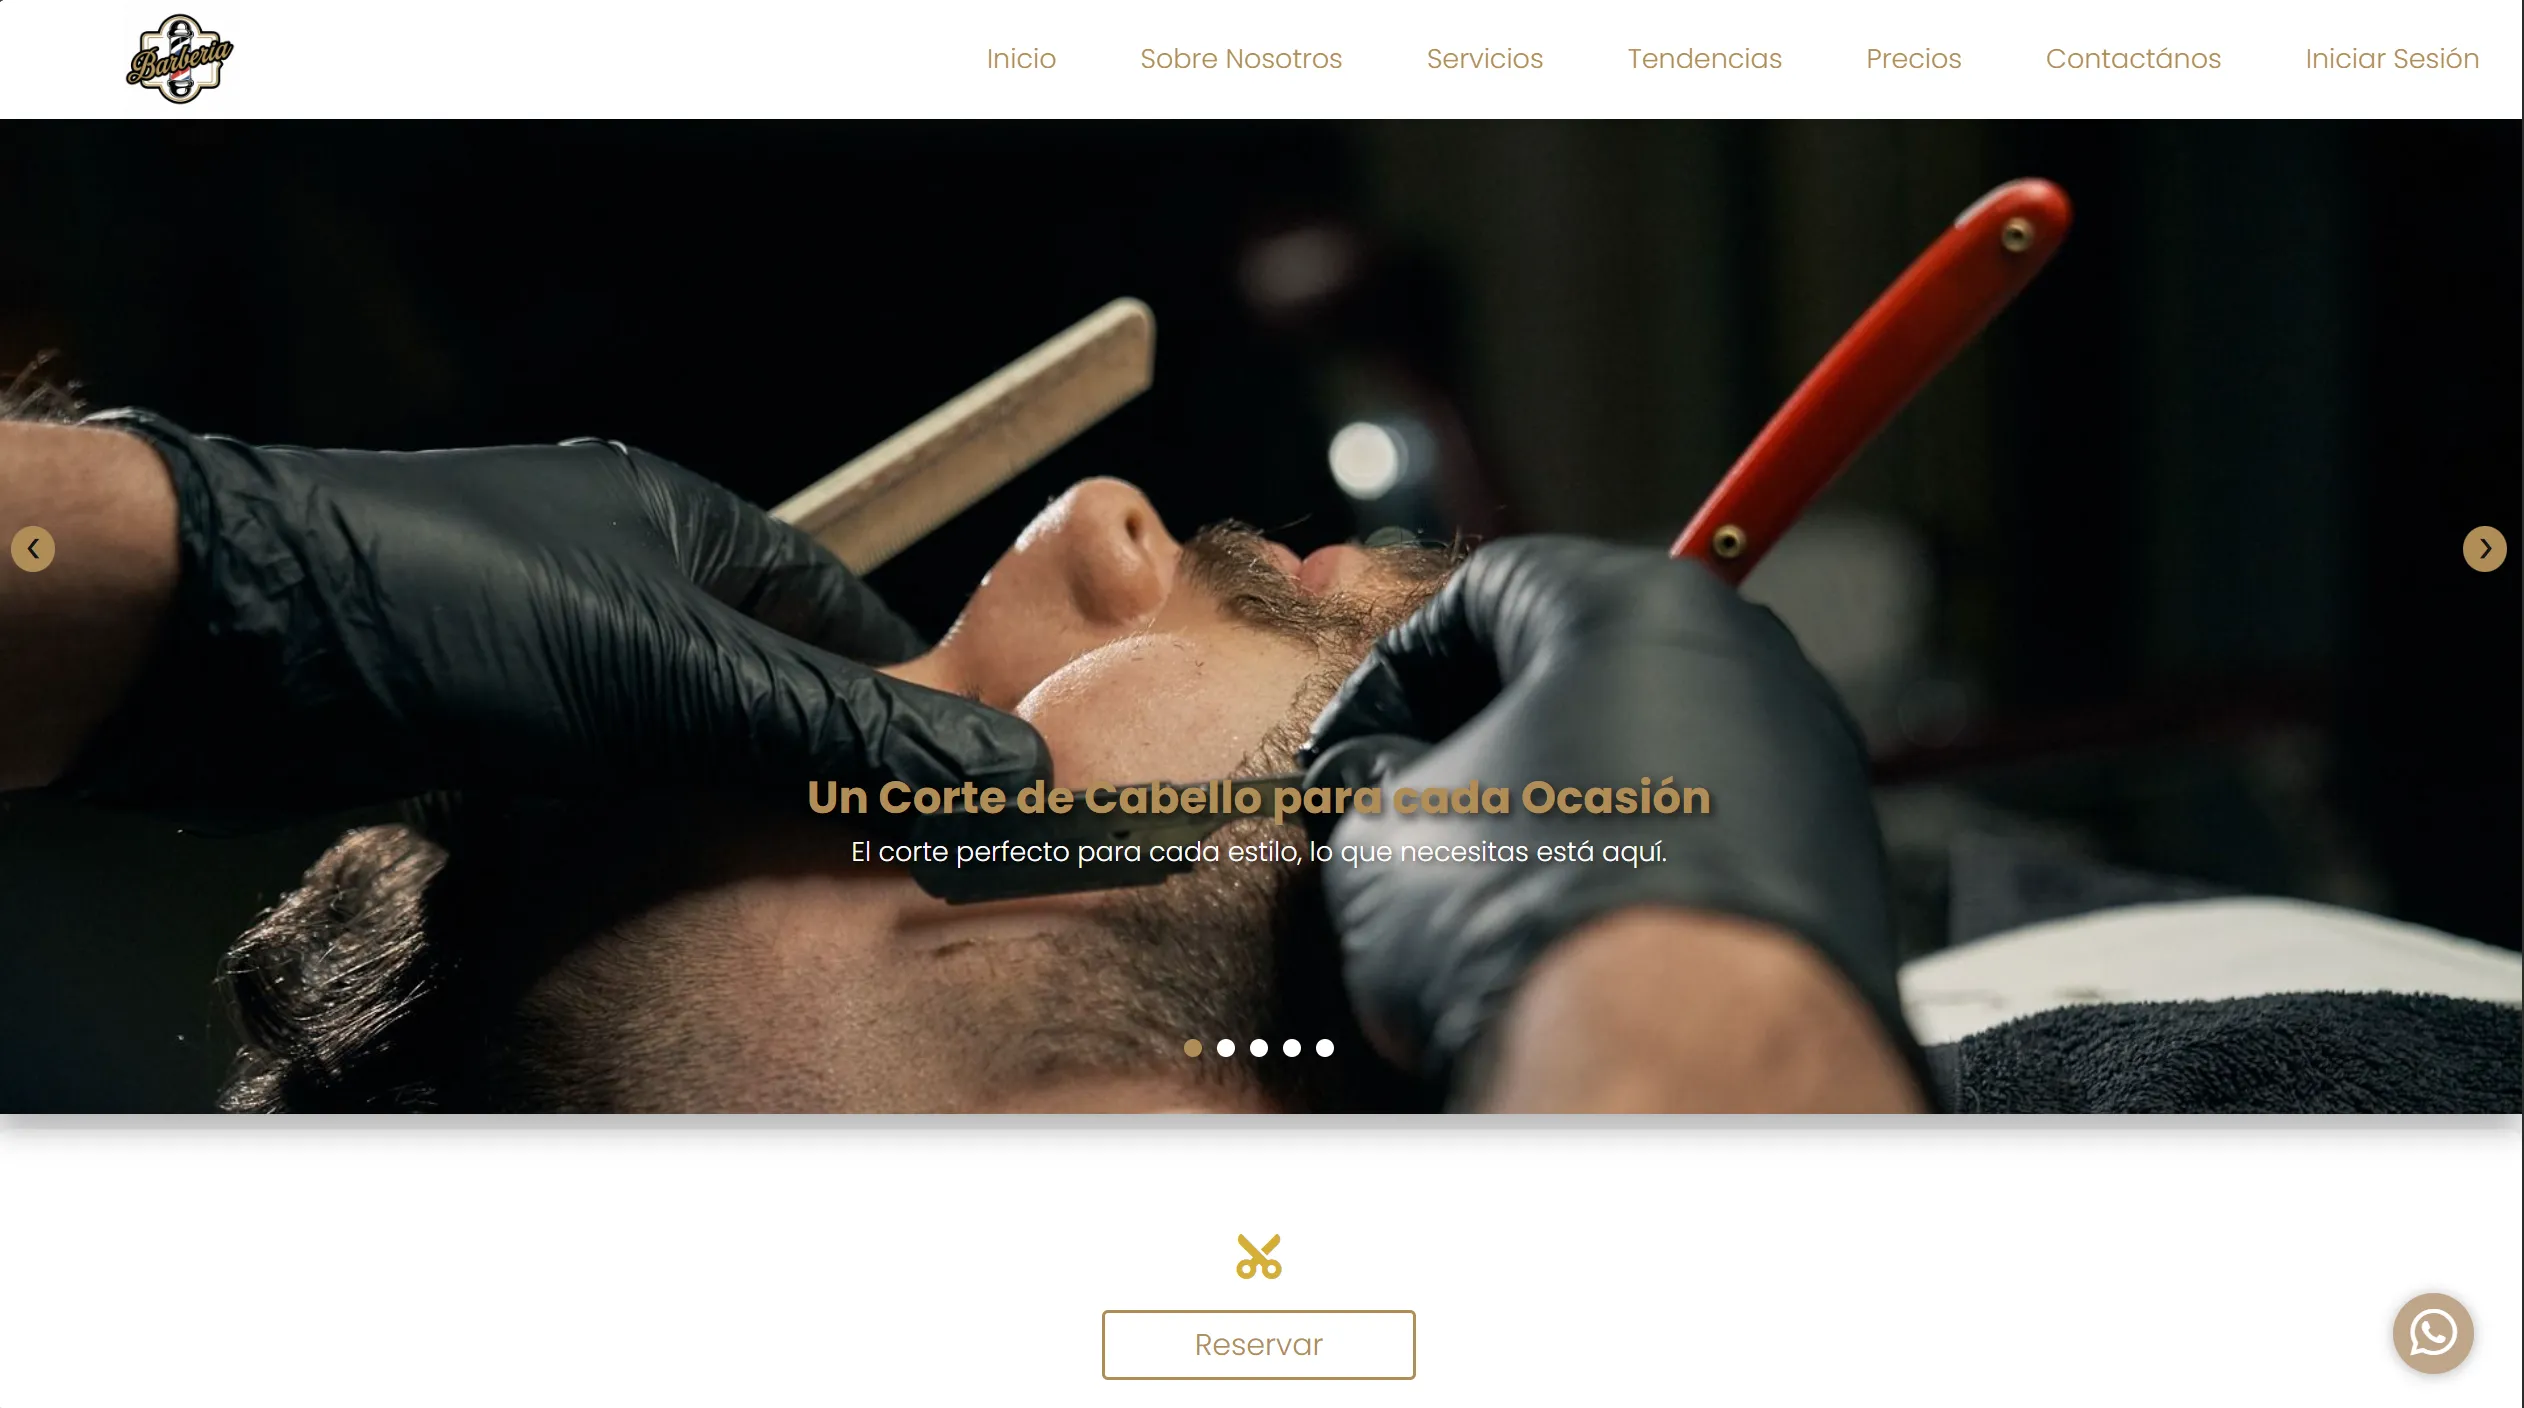 Barberia
Inicio
Sobre Nosotros
Servicios
Tendencias
Precios
Contactános
Iniciar Sesión
Un Corte de Cabello para cada Ocasión
El corte perfecto para cada estilo, lo que necesitas está aquí.
Reservar